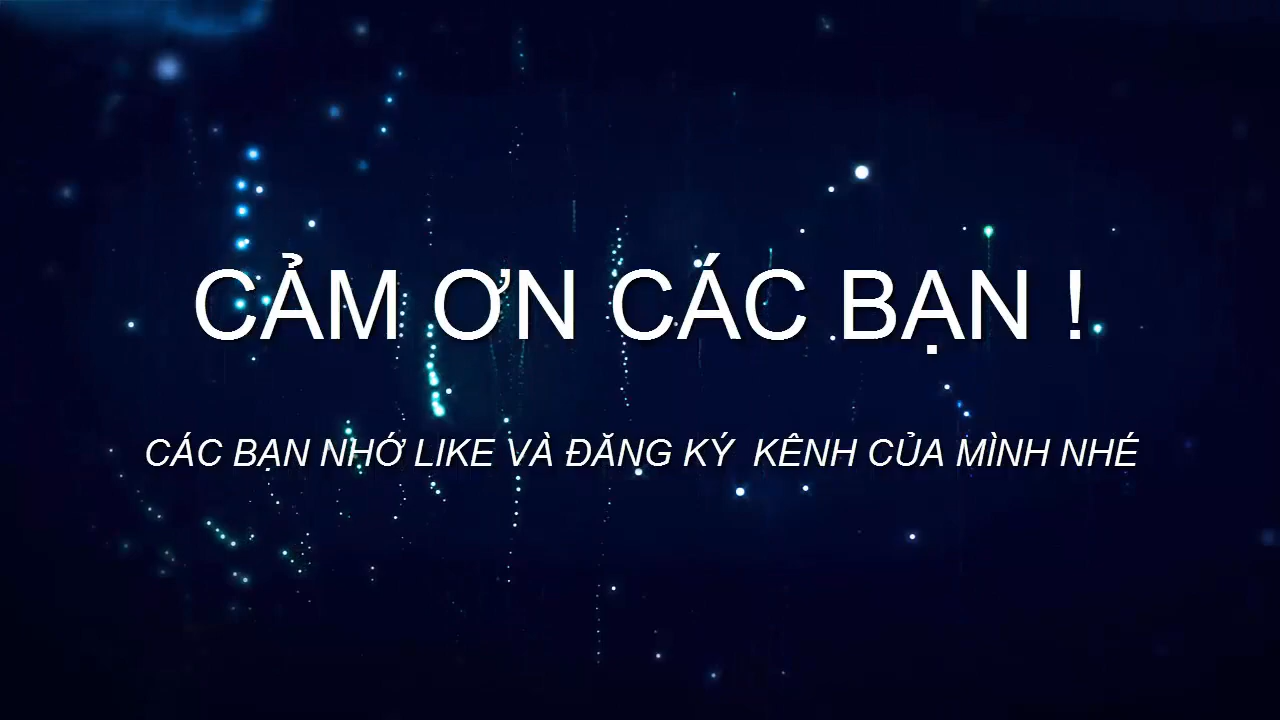 CẢM ƠN CÁC BẠN !
CÁC BẠN NHỚ LIKE VÀ ĐĂNG KÝ  KÊNH CỦA MÌNH NHÉ